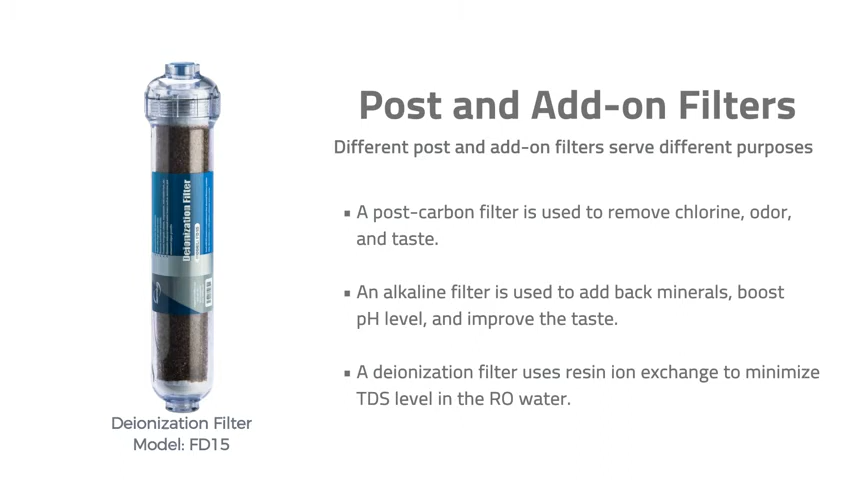 Post and Add-on Filters
Different post and add-on filters serve different purposes
▪ A post-carbon filter is used to remove chlorine, odor,
and taste.
▪ An alkaline filter is used to add back minerals, boost
pH level, and improve the taste.
▪ A deionization filter uses resin ion exchange to minimize
TDS level in the RO water.
Deionization Filter
Deionization Filter
Model: FD15